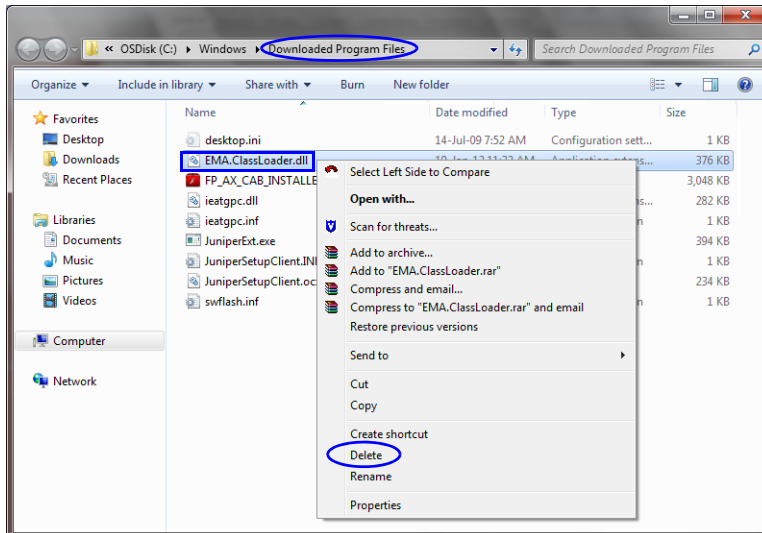 « OSDisk (C:) ▸ Windows ▸ Downloaded Program Files
Search Downloaded Program Files
Organize
Include in library
Share with
Burn
New folder
Favorites
Desktop
Downloads
Recent Places
Libraries
Documents
Music
Pictures
Videos
Computer
Network
Name Date modified Type Size
desktop.ini 14-Jul-09 7:52 AM Configuration sett... 1 KB
EMA.ClassLoader.dll 376 KB
FP_AX_CAB_INSTALLE 3,048 KB
ieatgpc.dll s... 282 KB
ieatgpc.inf n 1 KB
JuniperExt.exe 394 KB
JuniperSetupClient.INI n 1 KB
JuniperSetupClient.oc 234 KB
swflash.inf n 1 KB
Select Left Side to Compare
Open with...
Scan for threats...
Add to archive...
Add to "EMA.ClassLoader.rar"
Compress and email...
Compress to "EMA.ClassLoader.rar" and email
Restore previous versions
Send to
Cut
Copy
Create shortcut
Delete
Rename
Properties